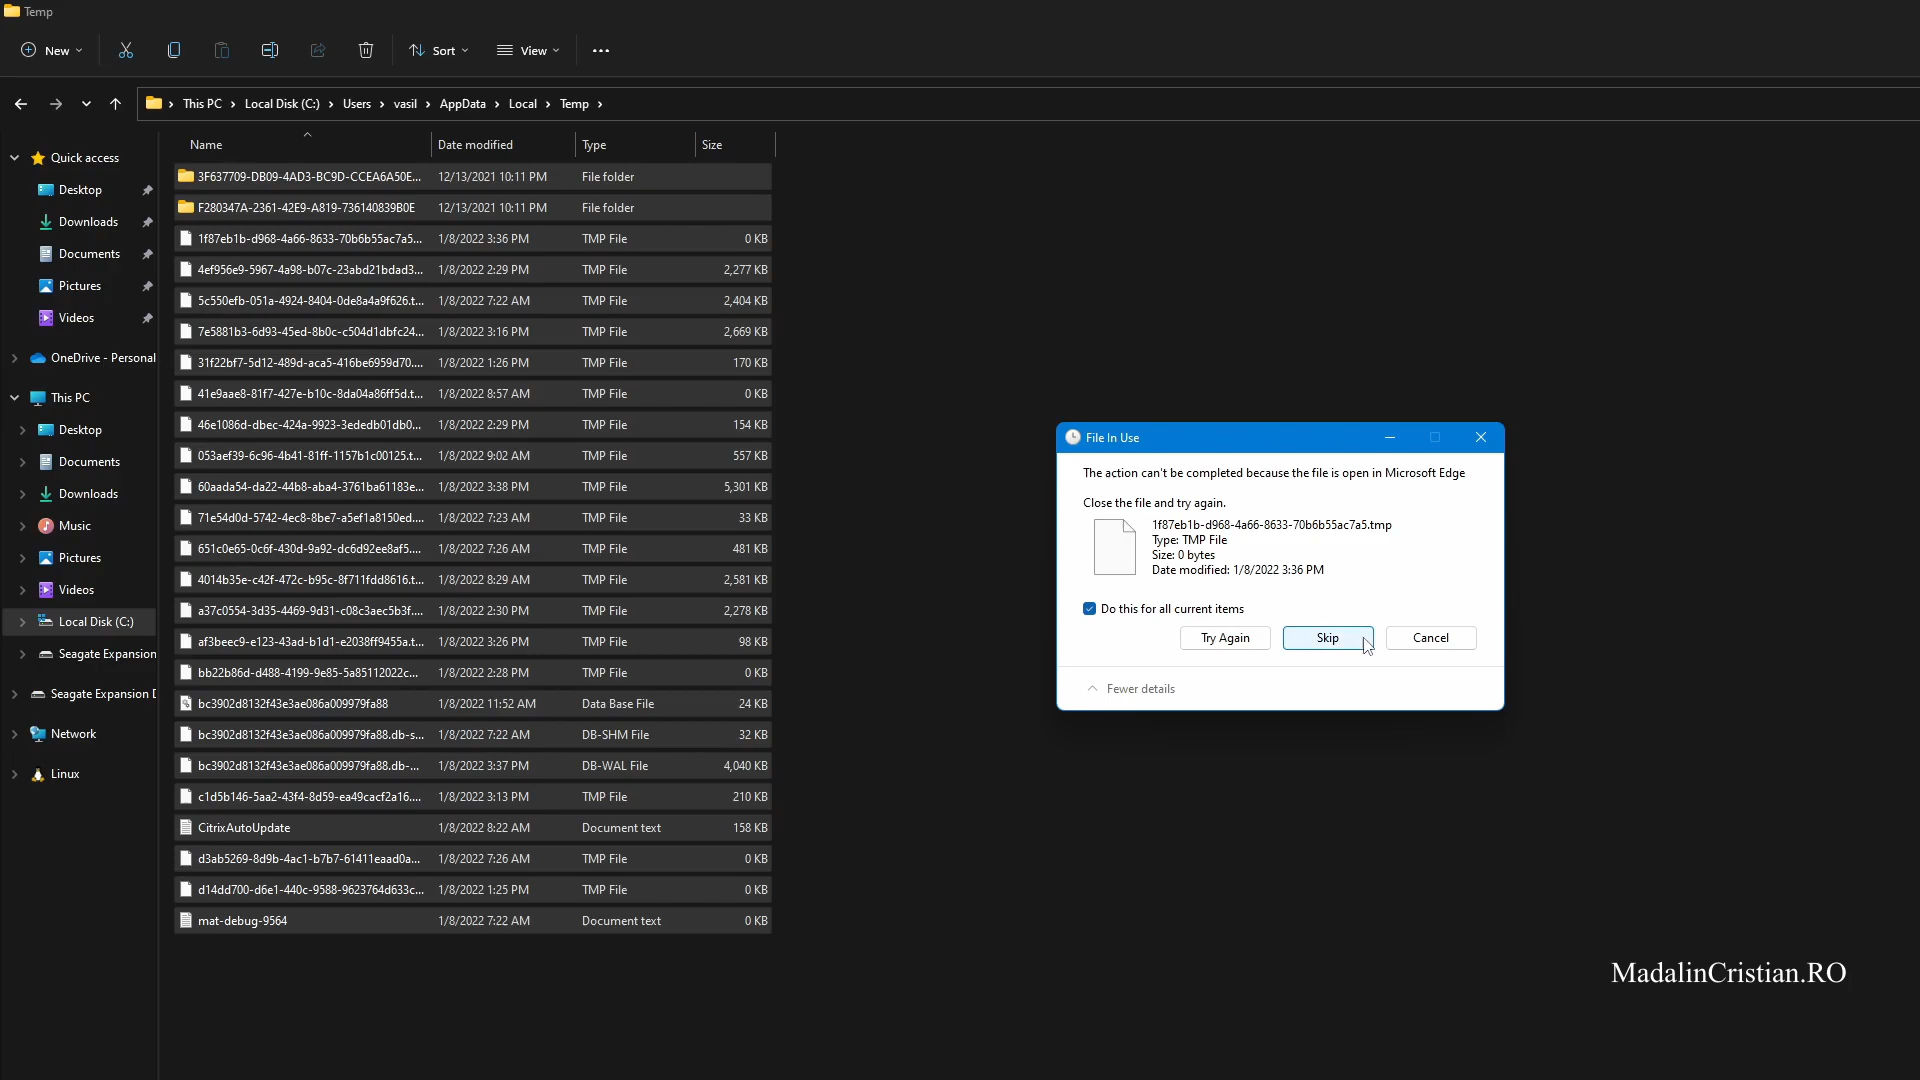 Temp
New
Sort
View
This PC > Local Disk (C:) > Users > vasil > AppData > Local > Temp >
Quick access
Desktop
Downloads
Documents
Pictures
Videos
OneDrive - Personal
This PC
Desktop
Documents
Downloads
Music
Pictures
Videos
Local Disk (C:)
Seagate Expansion
Seagate Expansion D
Network
Linux
Name Date modified Type Size
3F637709-DB09-4AD3-BC9D-CCEA6A50E... 12/13/2021 10:11 PM File folder
F280347A-2361-42E9-A819-736140839B0E 12/13/2021 10:11 PM File folder
1f87eb1b-d968-4a66-8633-70b6b55ac7a5... 1/8/2022 3:36 PM TMP File 0 KB
4ef956e9-5967-4a98-b07c-23abd21bdad3... 1/8/2022 2:29 PM TMP File 2,277 KB
5c550efb-051a-4924-8404-0de8a4a9f626.t... 1/8/2022 7:22 AM TMP File 2,404 KB
7e5881b3-6d93-45ed-8b0c-c504d1dbfc24... 1/8/2022 3:16 PM TMP File 2,669 KB
31f22bf7-5d12-489d-aca5-416be6959d70.... 1/8/2022 1:26 PM TMP File 170 KB
41e9aae8-81f7-427e-b10c-8da04a86ff5d.t... 1/8/2022 8:57 AM TMP File 0 KB
46e1086d-dbec-424a-9923-3ededb01db0... 1/8/2022 2:29 PM TMP File 154 KB
053aef39-6c96-4b41-81ff-1157b1c00125.t... 1/8/2022 9:02 AM TMP File 557 KB
60aada54-da22-44b8-aba4-3761ba61183e... 1/8/2022 3:38 PM TMP File 5,301 KB
71e54d0d-5742-4ec8-8be7-a5ef1a8150ed.... 1/8/2022 7:23 AM TMP File 33 KB
651c0e65-0c6f-430d-9a92-dc6d92ee8af5.... 1/8/2022 7:26 AM TMP File 481 KB
4014b35e-c42f-472c-b95c-8f711fdd8616.t... 1/8/2022 8:29 AM TMP File 2,581 KB
a37c0554-3d35-4469-9d31-c08c3aec5b3f.... 1/8/2022 2:30 PM TMP File 2,278 KB
af3beec9-e123-43ad-b1d1-e2038ff9455a.t... 1/8/2022 3:26 PM TMP File 98 KB
bb22b86d-d488-4199-9e85-5a85112022c... 1/8/2022 2:28 PM TMP File 0 KB
bc3902d8132f43e3ae086a009979fa88 1/8/2022 11:52 AM Data Base File 24 KB
bc3902d8132f43e3ae086a009979fa88.db-s... 1/8/2022 7:22 AM DB-SHM File 32 KB
bc3902d8132f43e3ae086a009979fa88.db-... 1/8/2022 3:37 PM DB-WAL File 4,040 KB
c1d5b146-5aa2-43f4-8d59-ea49cacf2a16.... 1/8/2022 3:13 PM TMP File 210 KB
CitrixAutoUpdate 1/8/2022 8:22 AM Document text 158 KB
d3ab5269-8d9b-4ac1-b7b7-61411eaad0a... 1/8/2022 7:26 AM TMP File 0 KB
d14dd700-d6e1-440c-9588-9623764d633c... 1/8/2022 1:25 PM TMP File 0 KB
mat-debug-9564 1/8/2022 7:22 AM Document text 0 KB
File In Use
The action can't be completed because the file is open in Microsoft Edge
Close the file and try again.
1f87eb1b-d968-4a66-8633-70b6b55ac7a5.tmp
Type: TMP File
Size: 0 bytes
Date modified: 1/8/2022 3:36 PM
Do this for all current items
Try Again Skip Cancel
Fewer details
MadalinCristian.RO